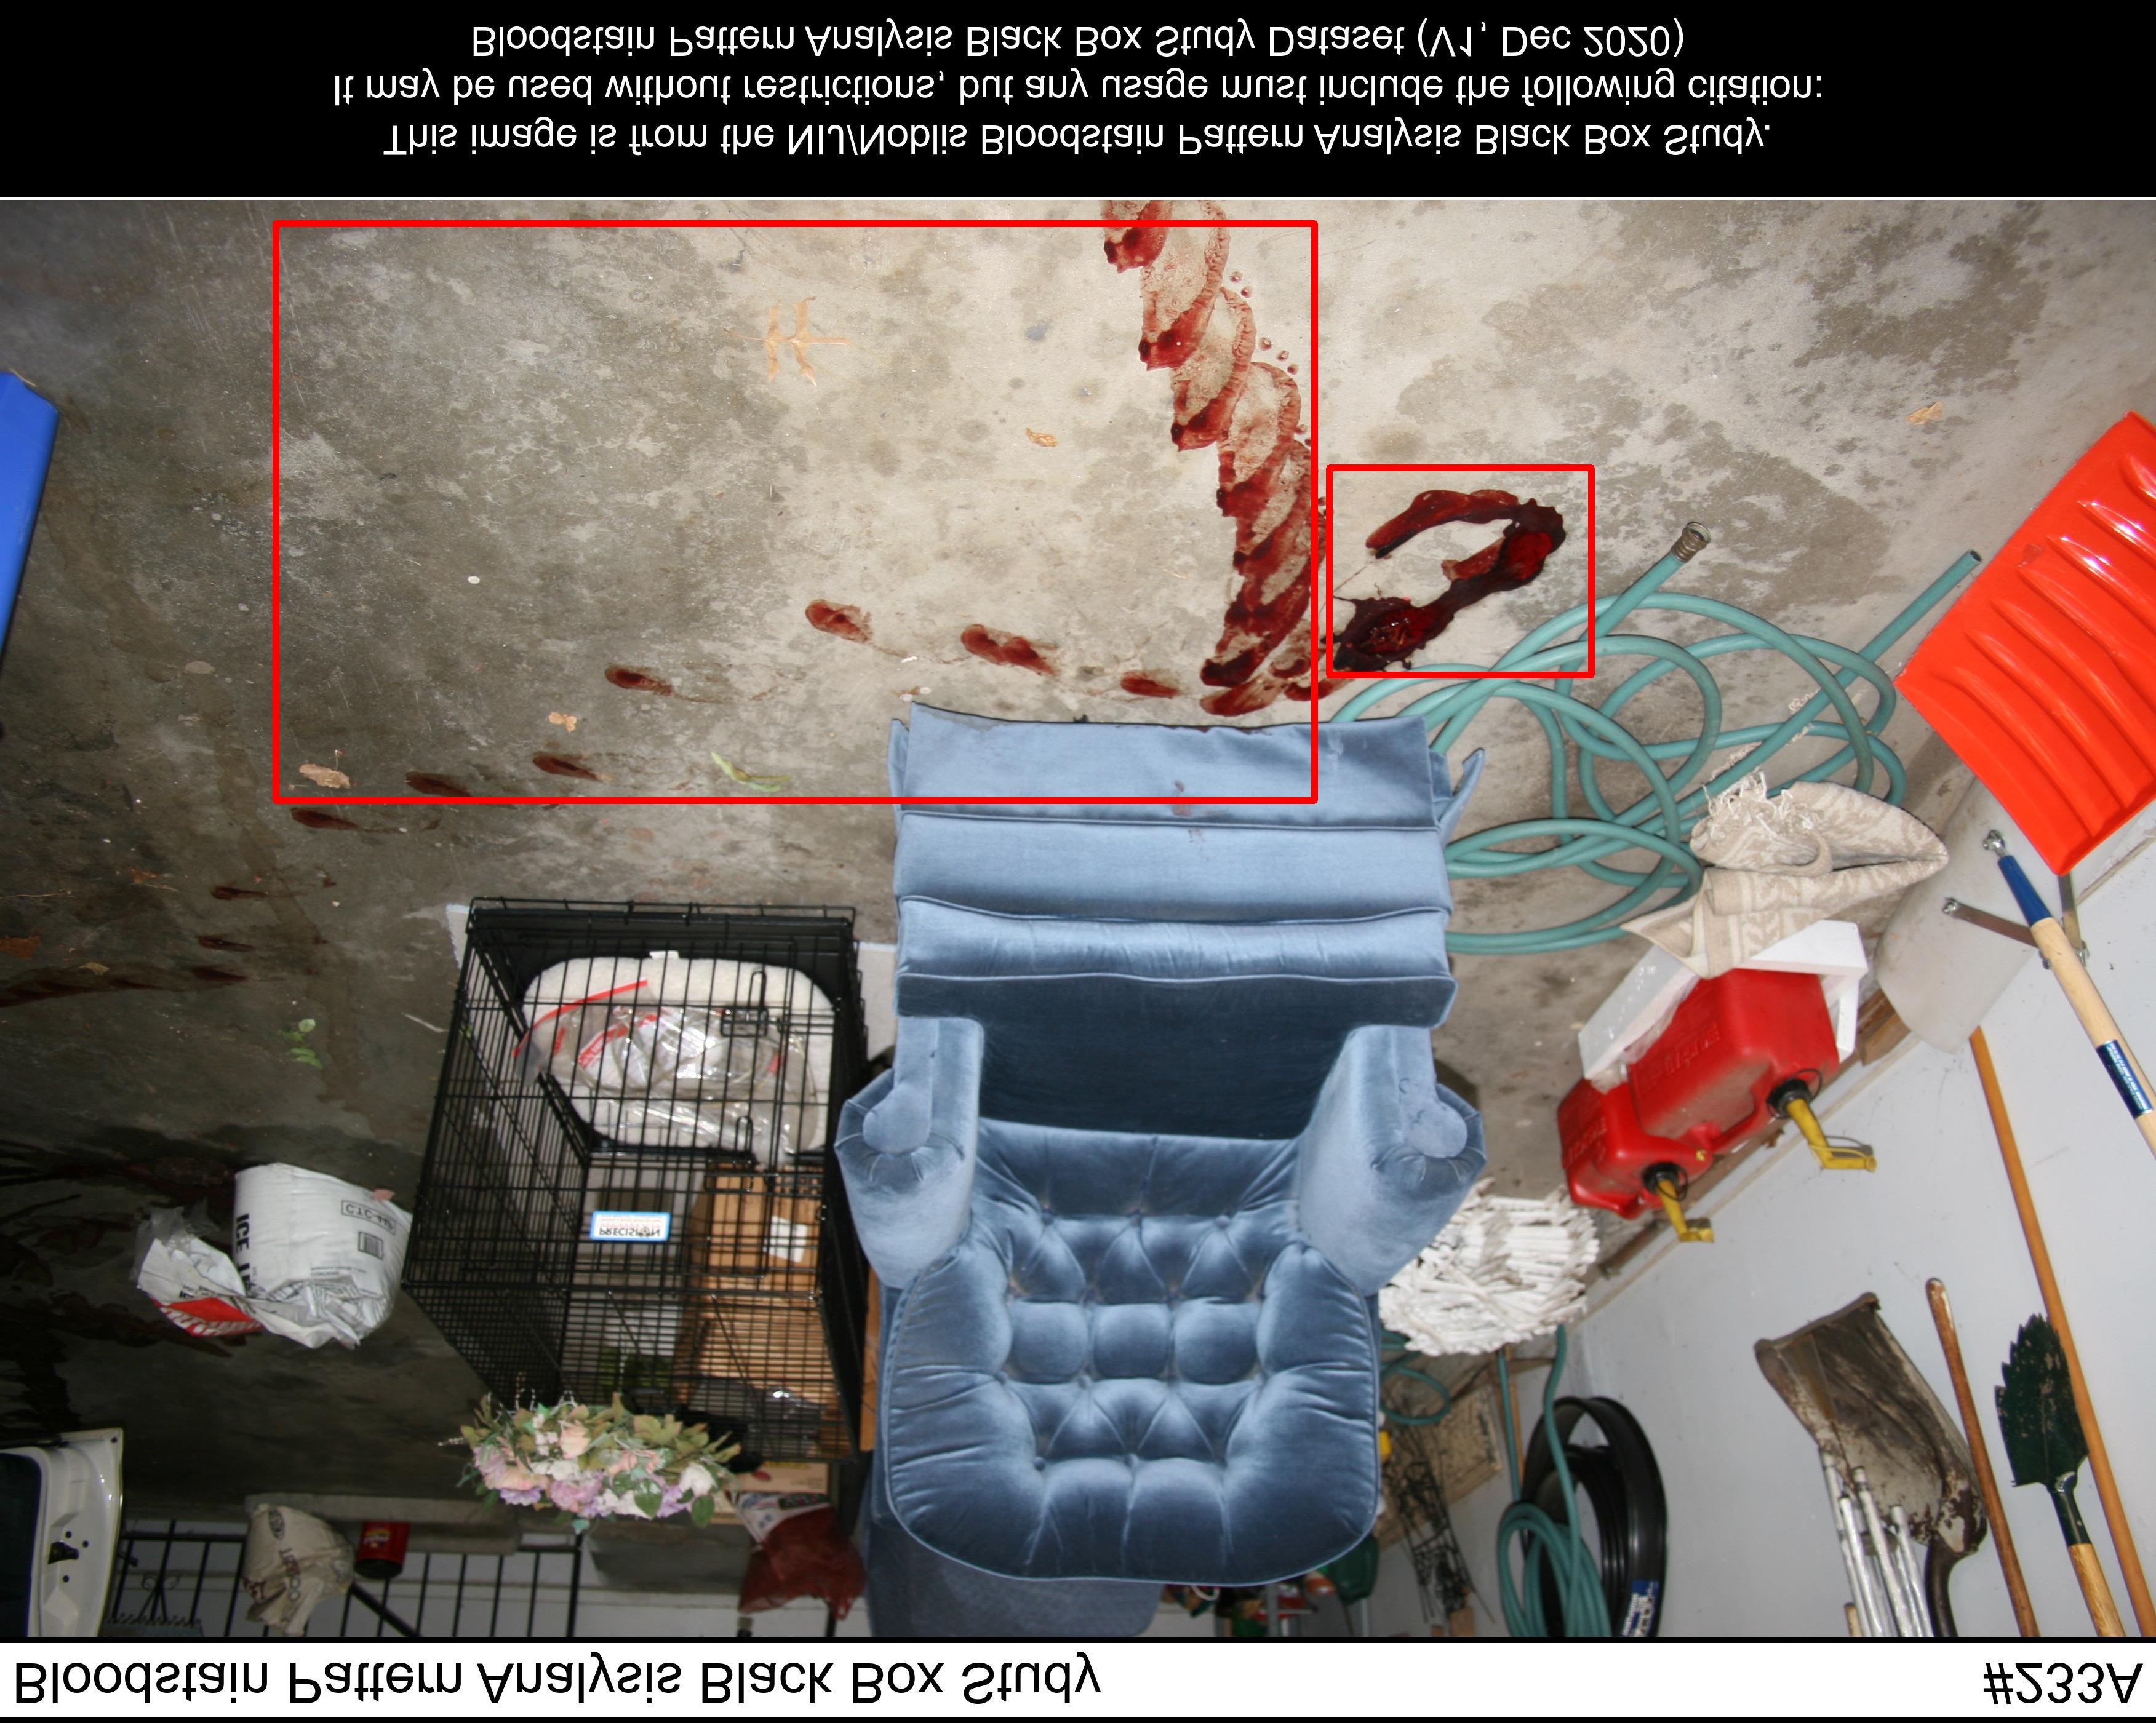 Bloodstain Pattern Analysis Black Box Study #233A
PRECISION
ICE
This image is from the NIJ/Noblis Bloodstain Pattern Analysis Black Box Study.
It may be used without restrictions, but any usage must include the following citation:
Bloodstain Pattern Analysis Black Box Study Dataset (V1, Dec 2020)